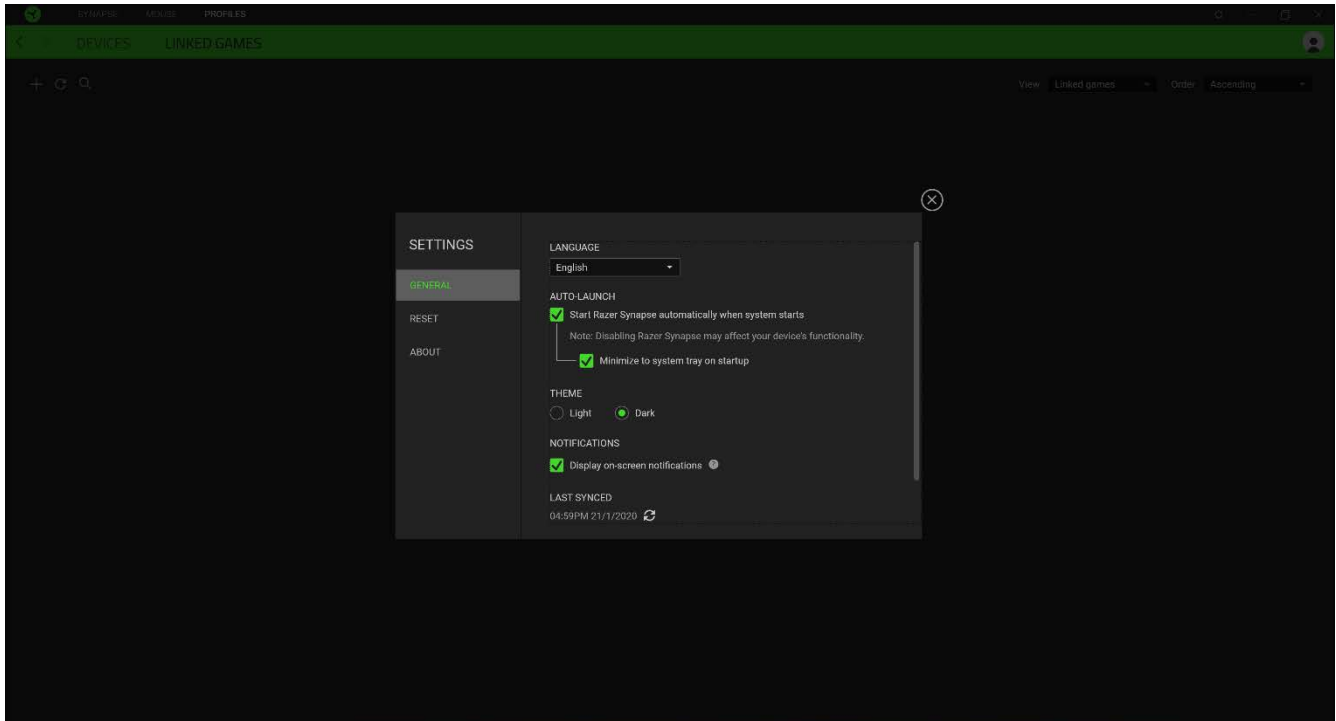 SYNAPSE MOUSE PROFILES
DEVICES LINKED GAMES
View Linked games Order Ascending
SETTINGS
GENERAL
RESET
ABOUT
LANGUAGE
English
AUTO-LAUNCH
Start Razer Synapse automatically when system starts
Note: Disabling Razer Synapse may affect your device's functionality.
Minimize to system tray on startup
THEME
Light Dark
NOTIFICATIONS
Display on-screen notifications ?
LAST SYNCED
04:59PM 21/1/2020